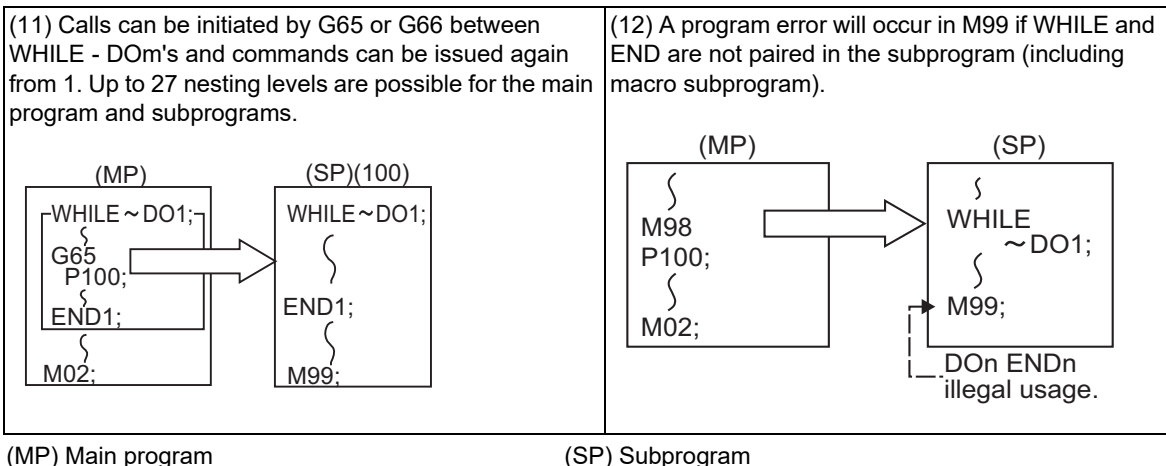 (11) Calls can be initiated by G65 or G66 between
WHILE - DOm's and commands can be issued again
from 1. Up to 27 nesting levels are possible for the main
program and subprograms.
(MP)
WHILE～DO1;
G65
P100;
END1;
M02;
(SP)(100)
WHILE～DO1;
END1;
M99;
(12) A program error will occur in M99 if WHILE and
END are not paired in the subprogram (including
macro subprogram).
(MP)
M98
P100;
M02;
(SP)
WHILE
～DO1;
M99;
DOn ENDn
illegal usage.
(MP) Main program
(SP) Subprogram